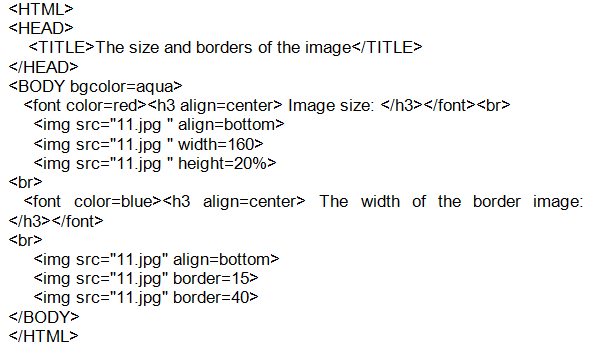 <HTML>
<HEAD>
<TITLE>The size and borders of the image</TITLE>
</HEAD>
<BODY bgcolor=aqua>
<font color=red><h3 align=center> Image size: </h3></font><br>
<img src="11.jpg " align=bottom>
<img src="11.jpg " width=160>
<img src="11.jpg " height=20%>
<br>
<font color=blue><h3 align=center> The width of the border image:
</h3></font>
<br>
<img src="11.jpg" align=bottom>
<img src="11.jpg" border=15>
<img src="11.jpg" border=40>
</BODY>
</HTML>